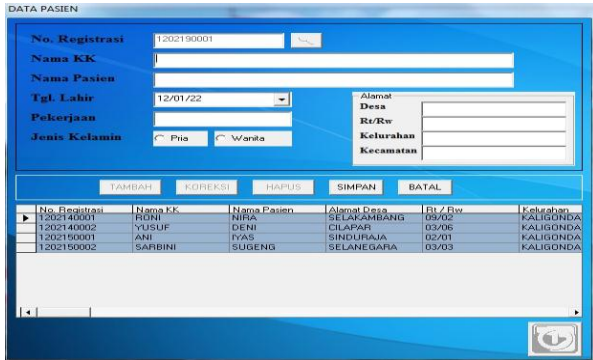 DATA PASIEN
No. Registrasi 1202190001
Nama KK
Nama Pasien
Tgl. Lahir 12/01/22
Pekerjaan
Jenis Kelamin Pria Wanita
Alamat
Desa
Rt/Rw
Kelurahan
Kecamatan
TAMBAH KOREKSI HAPUS SIMPAN BATAL
No. Registrasi Nama KK Nama Pasien Alamat Desa Rt / Rw Kelurahan
1202140001 RONI NIRA SELAKAMBANG 09/02 KALIGONDA
1202140002 YUSUF DENI CILAPAR 03/06 KALIGONDA
1202150001 ANI IYAS SINDURAJA 02/01 KALIGONDA
1202150002 SARBINI SUGENG SELANEGARA 03/03 KALIGONDA